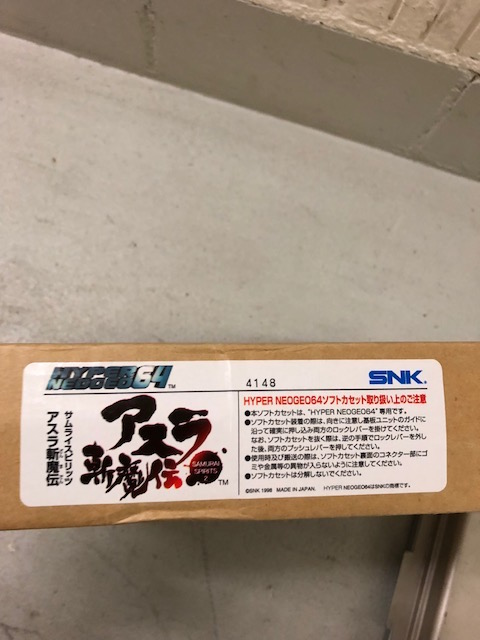 HYPER
NEOGEO64™
サムライスピリッツ
アスラ斬魔伝
アスラ
斬魔伝
SAMURAI
SPIRITS
2
™
4148
SNK®
HYPER NEOGEO64ソフトカセット取り扱い上のご注意
●本ソフトカセットは、"HYPER NEOGEO64"専用です。
●ソフトカセット装着の際は、向きに注意し基板ユニットのガイドに
沿って確実に押し込み両方のロックレバーを掛けてください。
なお、ソフトカセットを抜く際は、逆の手順でロックレバーを外し
た後、両方のプッシュレバーを押してください。
●使用時及び搬送の際は、ソフトカセット裏面のコネクター部にゴ
ミや金属等の異物が入らないように注意してください。
●ソフトカセットは分解しないでください。
©SNK 1998 MADE IN JAPAN. HYPER NEOGEO64はSNKの商標です。